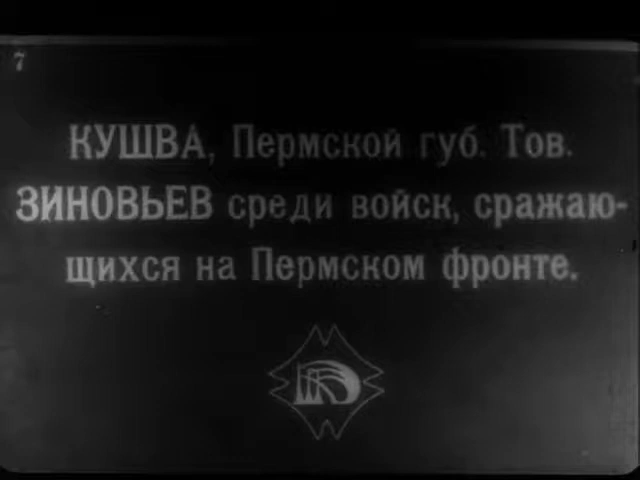 7
КУШВА, Пермской губ. Тов.
ЗИНОВЬЕВ среди войск, сражаю-
щихся на Пермском фронте.